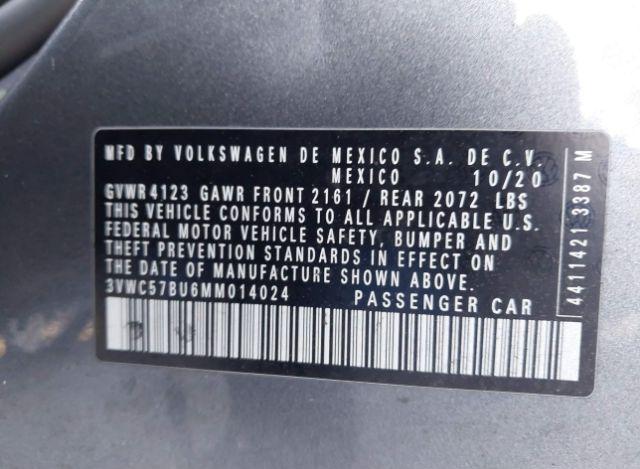 MFD BY VOLKSWAGEN DE MEXICO S.A. DE C.V.
MEXICO 10/20
GVWR 4123 GAWR FRONT 2161 / REAR 2072 LBS
THIS VEHICLE CONFORMS TO ALL APPLICABLE U.S.
FEDERAL MOTOR VEHICLE SAFETY, BUMPER AND
THEFT PREVENTION STANDARDS IN EFFECT ON
THE DATE OF MANUFACTURE SHOWN ABOVE.
3VWC57BU6MM014024 PASSENGER CAR
4411421 3387 M